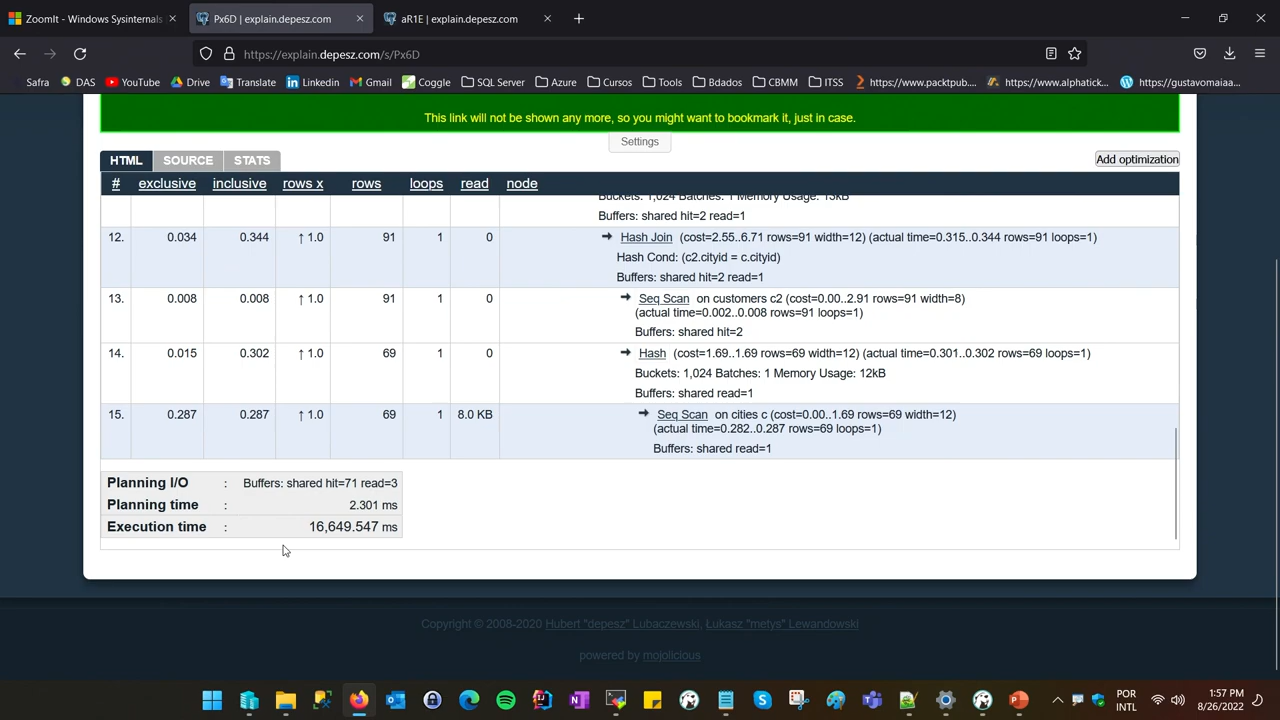 ZoomIt - Windows Sysinternals
Px6D | explain.depesz.com
aR1E | explain.depesz.com
https://explain.depesz.com/s/Px6D
Safra
DAS
YouTube
Drive
Translate
Linkedin
Gmail
Coggle
SQL Server
Azure
Cursos
Tools
Bdados
CBMM
ITSS
https://www.packtpub....
https://www.alphatick...
https://gustavomaiaa...
This link will not be shown any more, so you might want to bookmark it, just in case.
Settings
HTML SOURCE STATS
Add optimization
# exclusive inclusive rows x rows loops read node
Buckets: 1,024 Batches: 1 Memory Usage: 13kB
Buffers: shared hit=2 read=1
12. 0.034 0.344 ↑ 1.0 91 1 0 → Hash Join (cost=2.55..6.71 rows=91 width=12) (actual time=0.315..0.344 rows=91 loops=1)
Hash Cond: (c2.cityid = c.cityid)
Buffers: shared hit=2 read=1
13. 0.008 0.008 ↑ 1.0 91 1 0 → Seq Scan on customers c2 (cost=0.00..2.91 rows=91 width=8)
(actual time=0.002..0.008 rows=91 loops=1)
Buffers: shared hit=2
14. 0.015 0.302 ↑ 1.0 69 1 0 → Hash (cost=1.69..1.69 rows=69 width=12) (actual time=0.301..0.302 rows=69 loops=1)
Buckets: 1,024 Batches: 1 Memory Usage: 12kB
Buffers: shared read=1
15. 0.287 0.287 ↑ 1.0 69 1 8.0 KB → Seq Scan on cities c (cost=0.00..1.69 rows=69 width=12)
(actual time=0.282..0.287 rows=69 loops=1)
Buffers: shared read=1
Planning I/O : Buffers: shared hit=71 read=3
Planning time : 2.301 ms
Execution time : 16,649.547 ms
Copyright © 2008-2020 Hubert "depesz" Lubaczewski, Łukasz "metys" Lewandowski
powered by mojolicious
POR
INTL
1:57 PM
8/26/2022